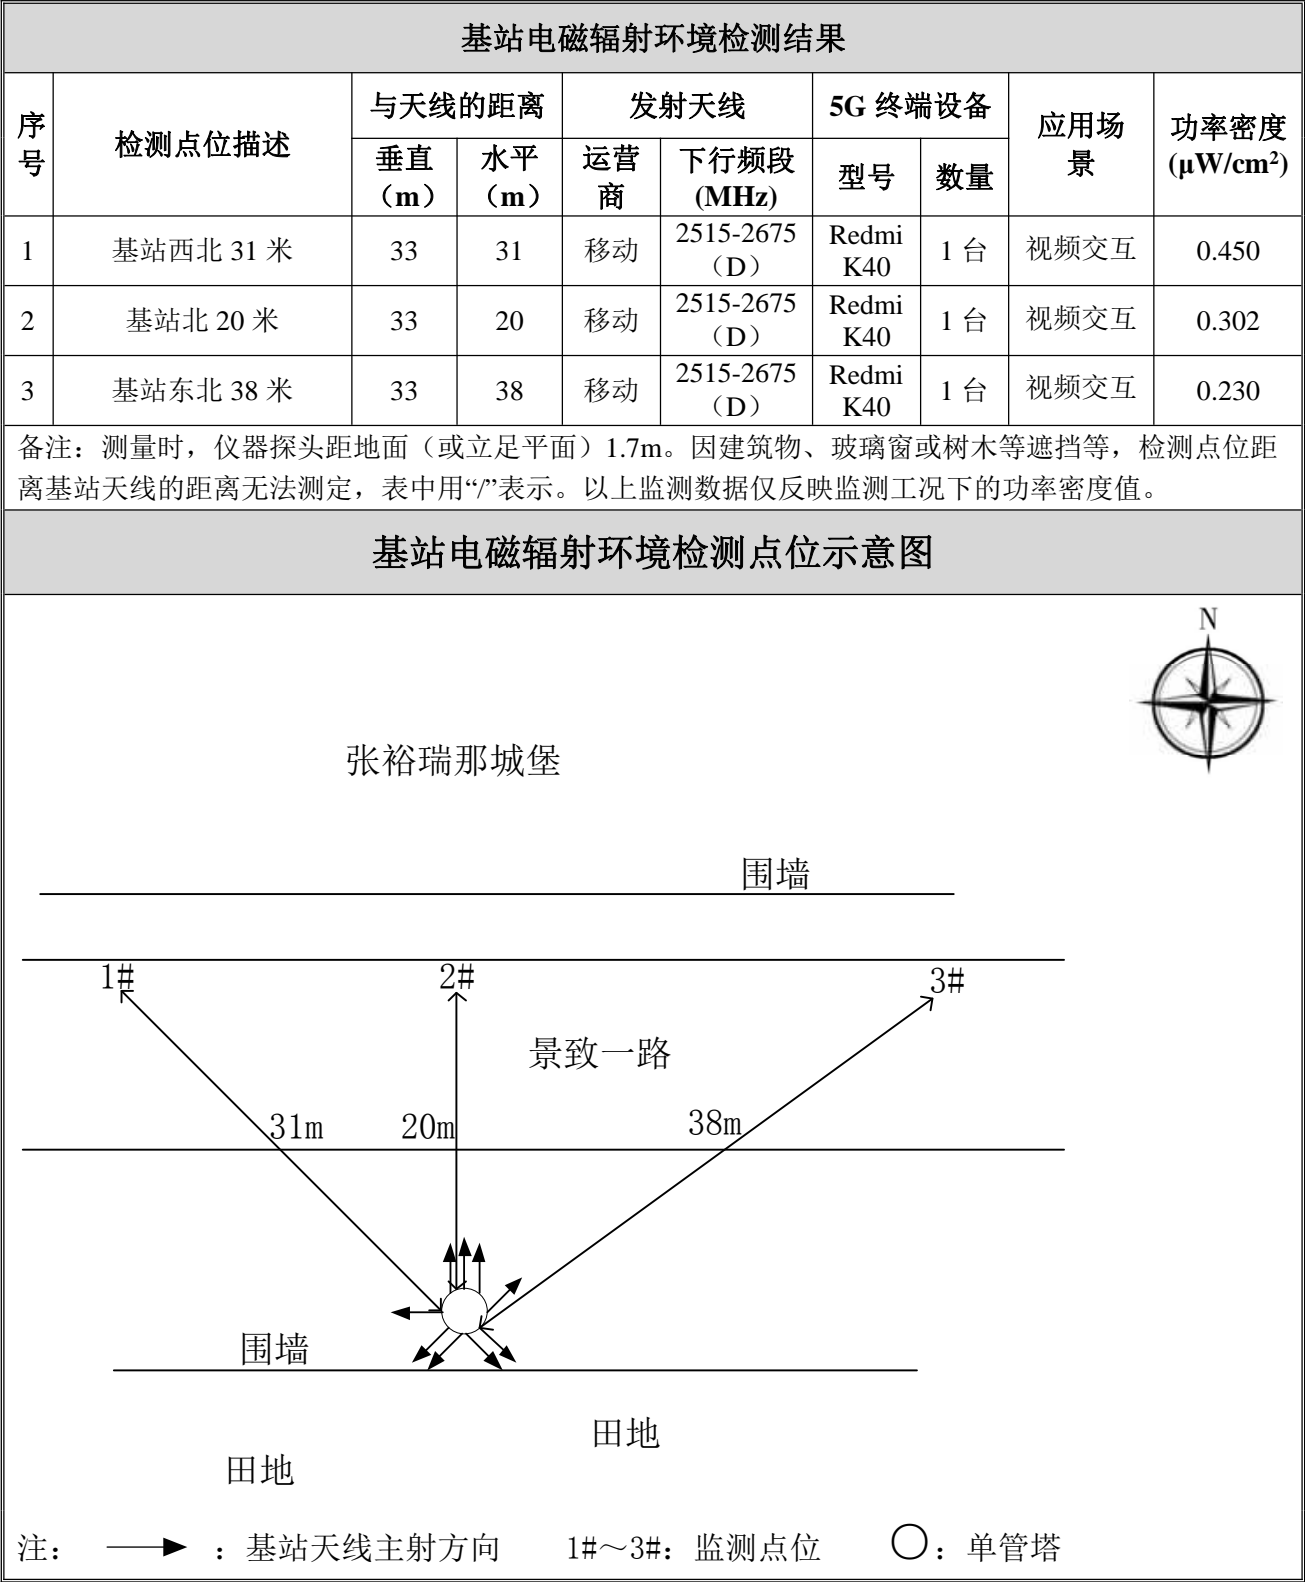 基站电磁辐射环境检测结果
序号 检测点位描述 与天线的距离 发射天线 5G 终端设备 应用场景 功率密度(μW/cm²)
垂直（m） 水平（m） 运营商 下行频段(MHz) 型号 数量
1 基站西北 31 米 33 31 移动 2515-2675（D） Redmi K40 1 台 视频交互 0.450
2 基站北 20 米 33 20 移动 2515-2675（D） Redmi K40 1 台 视频交互 0.302
3 基站东北 38 米 33 38 移动 2515-2675（D） Redmi K40 1 台 视频交互 0.230
备注：测量时，仪器探头距地面（或立足平面）1.7m。因建筑物、玻璃窗或树木等遮挡等，检测点位距
离基站天线的距离无法测定，表中用“/”表示。以上监测数据仅反映监测工况下的功率密度值。
基站电磁辐射环境检测点位示意图
N
张裕瑞那城堡
围墙
1# 2# 3#
景致一路
31m 20m 38m
围墙
田地
田地
注： ：基站天线主射方向 1#～3#：监测点位 ：单管塔